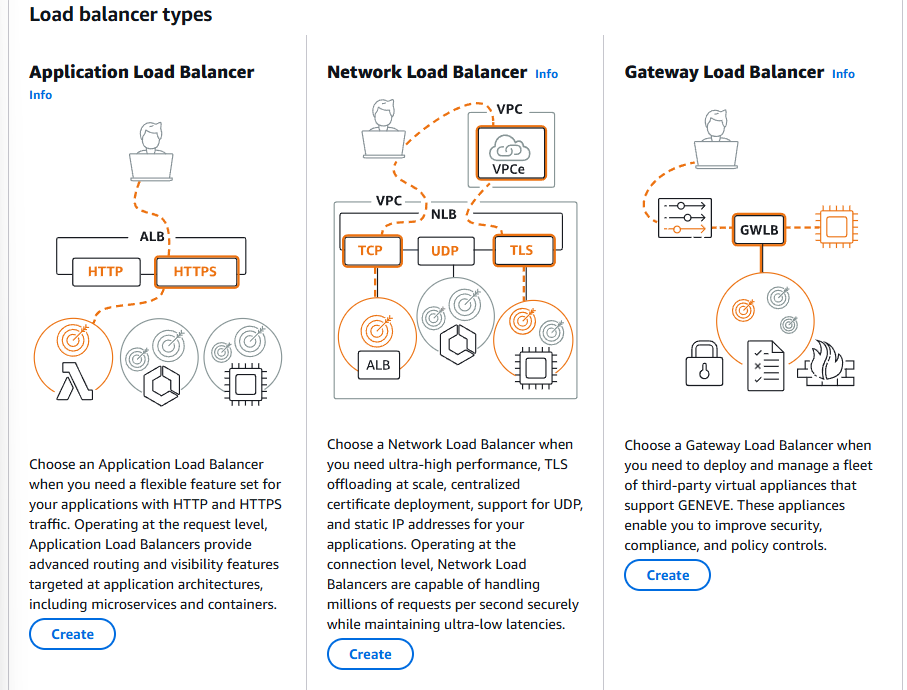 Load balancer types
Application Load Balancer
Info
ALB
HTTP
HTTPS
Choose an Application Load Balancer
when you need a flexible feature set for
your applications with HTTP and HTTPS
traffic. Operating at the request level,
Application Load Balancers provide
advanced routing and visibility features
targeted at application architectures,
including microservices and containers.
Create
Network Load Balancer Info
VPC
VPCe
VPC
NLB
TCP
UDP
TLS
ALB
Choose a Network Load Balancer when
you need ultra-high performance, TLS
offloading at scale, centralized
certificate deployment, support for UDP,
and static IP addresses for your
applications. Operating at the
connection level, Network Load
Balancers are capable of handling
millions of requests per second securely
while maintaining ultra-low latencies.
Create
Gateway Load Balancer Info
GWLB
Choose a Gateway Load Balancer when
you need to deploy and manage a fleet
of third-party virtual appliances that
support GENEVE. These appliances
enable you to improve security,
compliance, and policy controls.
Create